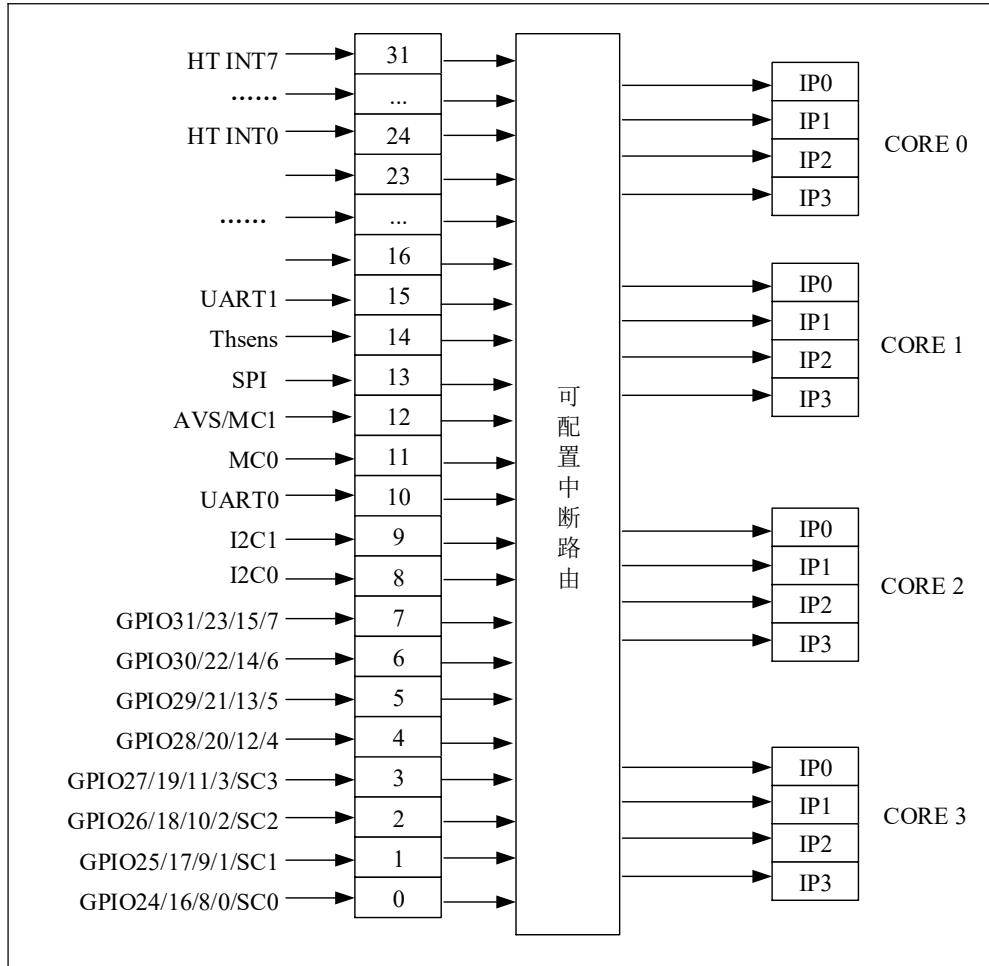 HT INT7 31
...... ...
HT INT0 24
23
...... ...
16
UART1 15
Thsens 14
SPI 13
AVS/MC1 12
MC0 11
UART0 10
I2C1 9
I2C0 8
GPIO31/23/15/7 7
GPIO30/22/14/6 6
GPIO29/21/13/5 5
GPIO28/20/12/4 4
GPIO27/19/11/3/SC3 3
GPIO26/18/10/2/SC2 2
GPIO25/17/9/1/SC1 1
GPIO24/16/8/0/SC0 0
可配置中断路由
IP0
IP1
IP2
IP3
CORE 0
IP0
IP1
IP2
IP3
CORE 1
IP0
IP1
IP2
IP3
CORE 2
IP0
IP1
IP2
IP3
CORE 3